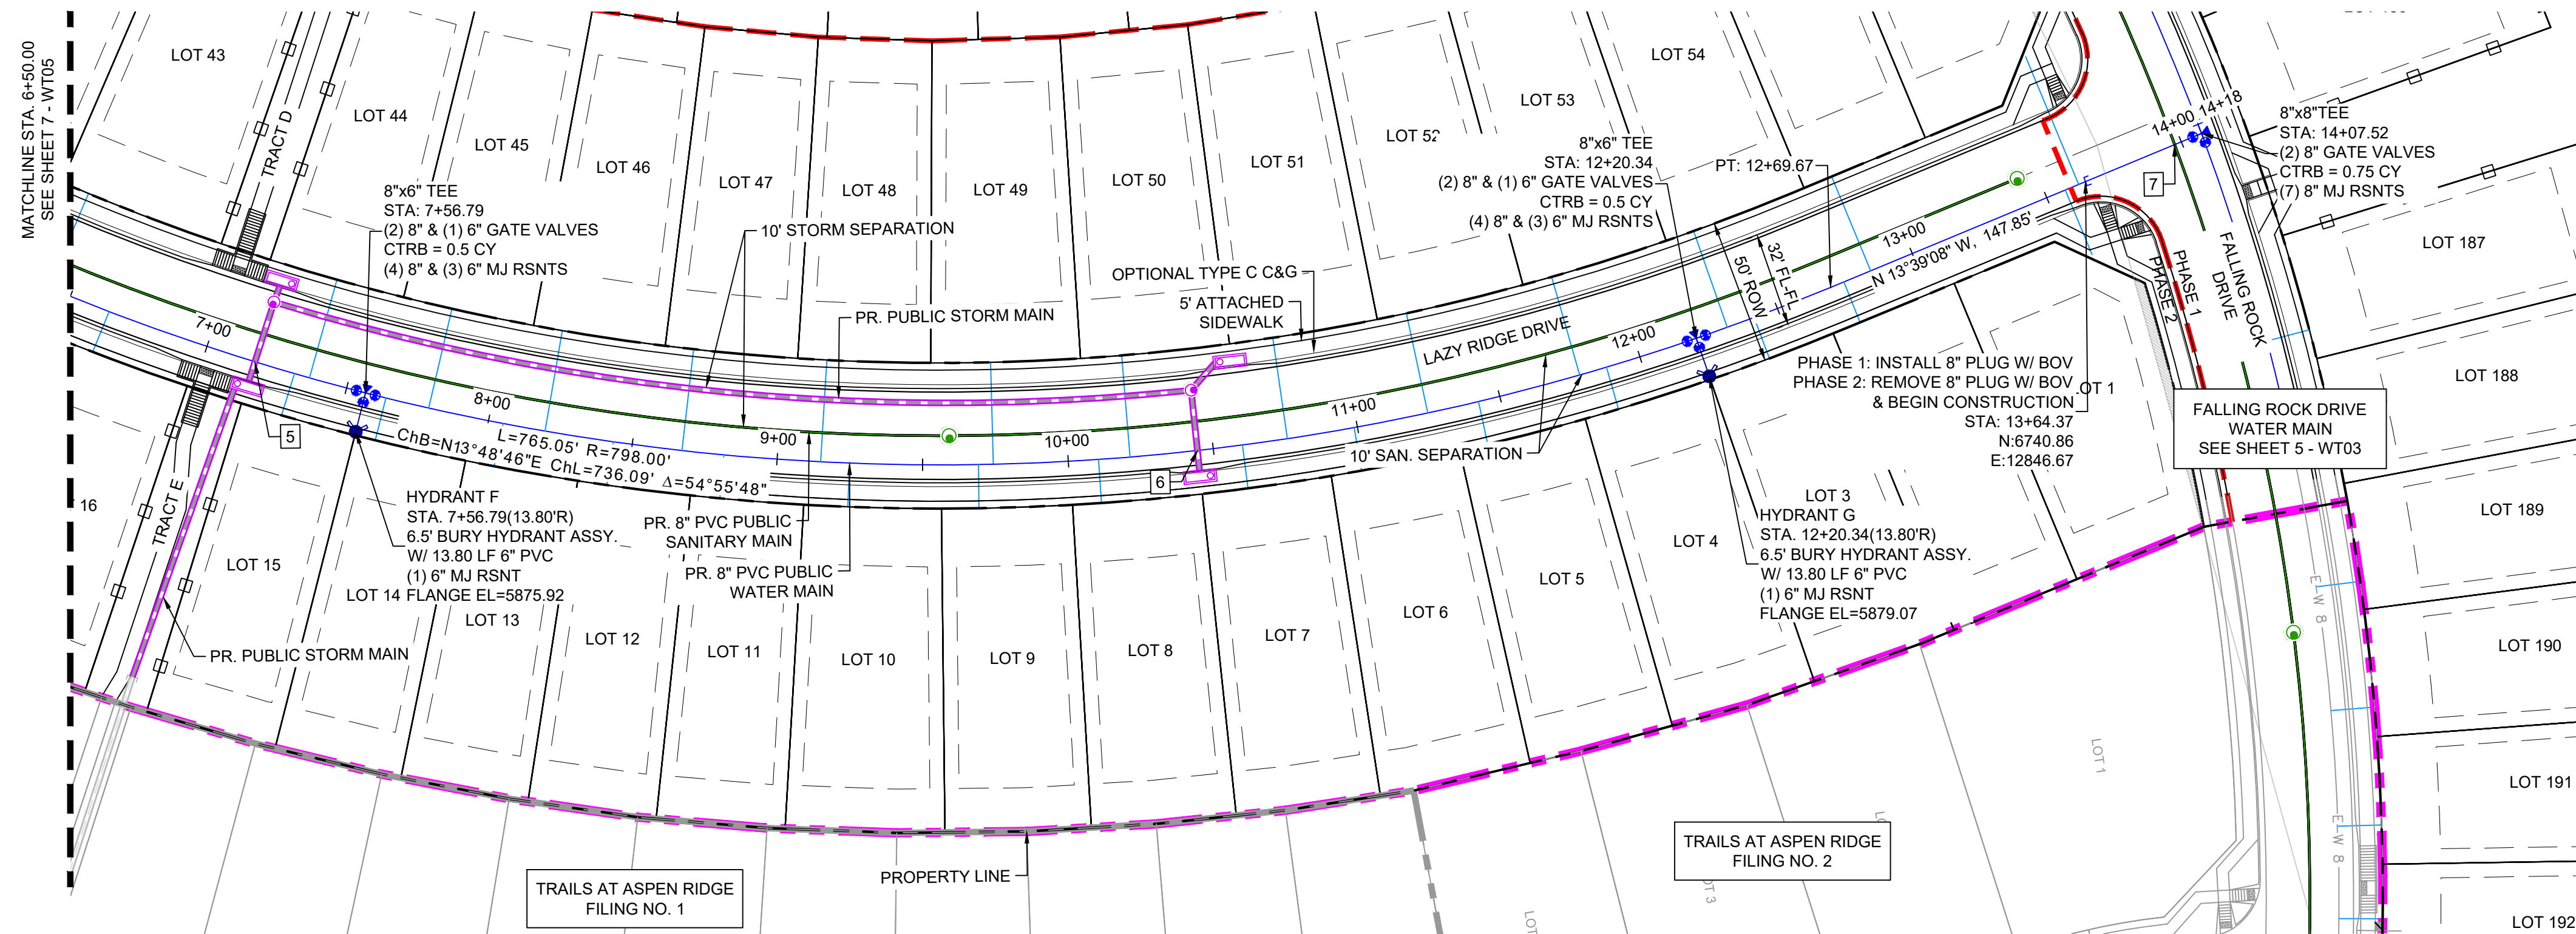 MATCHLINE STA. 6+50.00
SEE SHEET 7 - WT05
LOT 43
TRACT D
LOT 44
LOT 45
LOT 46
LOT 47
LOT 48
LOT 49
LOT 50
LOT 51
LOT 52
LOT 53
LOT 54
8"x6" TEE
STA: 7+56.79
(2) 8" & (1) 6" GATE VALVES
CTRB = 0.5 CY
(4) 8" & (3) 6" MJ RSNTS
10' STORM SEPARATION
PR. PUBLIC STORM MAIN
OPTIONAL TYPE C C&G
5' ATTACHED
SIDEWALK
8"x6" TEE
STA: 12+20.34
(2) 8" & (1) 6" GATE VALVES
CTRB = 0.5 CY
(4) 8" & (3) 6" MJ RSNTS
PT: 12+69.67
14+00
14+18
8"x8"TEE
STA: 14+07.52
(2) 8" GATE VALVES
CTRB = 0.75 CY
(7) 8" MJ RSNTS
7
LOT 187
LOT 188
LOT 189
LOT 190
LOT 191
LOT 192
7+00
8+00
9+00
10+00
11+00
12+00
13+00
LAZY RIDGE DRIVE
50' ROW
32' FL-FL
N 13°39'08" W, 147.85'
PHASE 2
PHASE 1
FALLING ROCK
DRIVE
L=765.05' R=798.00'
ChB=N13°48'46"E ChL=736.09' Δ=54°55'48"
5
6
10' SAN. SEPARATION
PHASE 1: INSTALL 8" PLUG W/ BOV
PHASE 2: REMOVE 8" PLUG W/ BOV
& BEGIN CONSTRUCTION
STA: 13+64.37
N:6740.86
E:12846.67
OT 1
FALLING ROCK DRIVE
WATER MAIN
SEE SHEET 5 - WT03
16
TRACT E
LOT 15
HYDRANT F
STA. 7+56.79(13.80'R)
6.5' BURY HYDRANT ASSY.
W/ 13.80 LF 6" PVC
(1) 6" MJ RSNT
LOT 14 FLANGE EL=5875.92
LOT 13
PR. 8" PVC PUBLIC
SANITARY MAIN
PR. 8" PVC PUBLIC
WATER MAIN
LOT 12
LOT 11
LOT 10
LOT 9
LOT 8
LOT 7
LOT 6
LOT 5
LOT 4
LOT 3
HYDRANT G
STA. 12+20.34(13.80'R)
6.5' BURY HYDRANT ASSY.
W/ 13.80 LF 6" PVC
(1) 6" MJ RSNT
FLANGE EL=5879.07
PR. PUBLIC STORM MAIN
PROPERTY LINE
TRAILS AT ASPEN RIDGE
FILING NO. 1
TRAILS AT ASPEN RIDGE
FILING NO. 2
LOT 1
LOT
OT 3
E W 8
E W 8